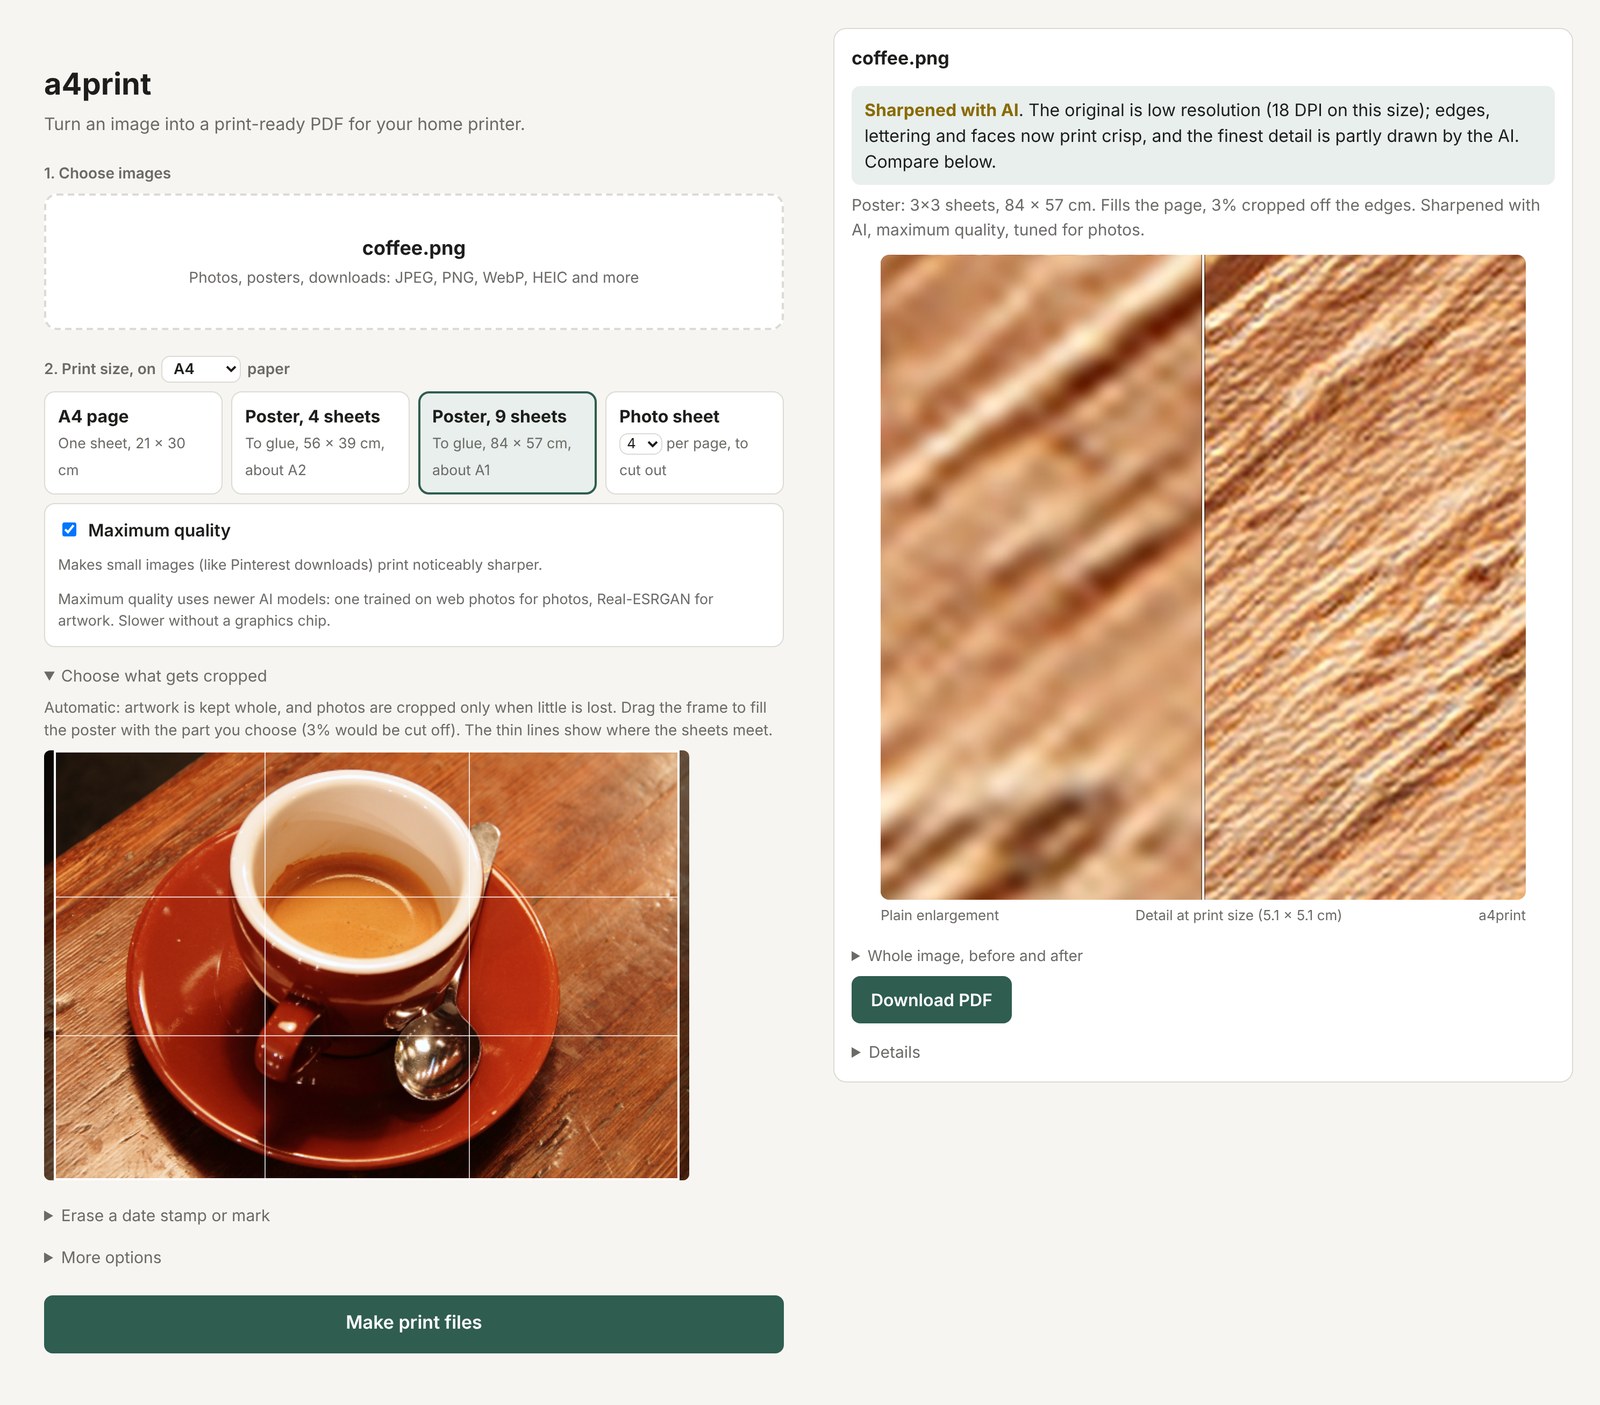 a4print
Turn an image into a print-ready PDF for your home printer.
1. Choose images
coffee.png
Photos, posters, downloads: JPEG, PNG, WebP, HEIC and more
2. Print size, on A4 paper
A4 page
One sheet, 21 × 30
cm
Poster, 4 sheets
To glue, 56 × 39 cm,
about A2
Poster, 9 sheets
To glue, 84 × 57 cm,
about A1
Photo sheet
4 per page, to
cut out
Maximum quality
Makes small images (like Pinterest downloads) print noticeably sharper.
Maximum quality uses newer AI models: one trained on web photos for photos, Real-ESRGAN for
artwork. Slower without a graphics chip.
Choose what gets cropped
Automatic: artwork is kept whole, and photos are cropped only when little is lost. Drag the frame to fill
the poster with the part you choose (3% would be cut off). The thin lines show where the sheets meet.
Erase a date stamp or mark
More options
Make print files
coffee.png
Sharpened with AI. The original is low resolution (18 DPI on this size); edges,
lettering and faces now print crisp, and the finest detail is partly drawn by the AI.
Compare below.
Poster: 3×3 sheets, 84 × 57 cm. Fills the page, 3% cropped off the edges. Sharpened with
AI, maximum quality, tuned for photos.
Plain enlargement
Detail at print size (5.1 × 5.1 cm)
a4print
Whole image, before and after
Download PDF
Details